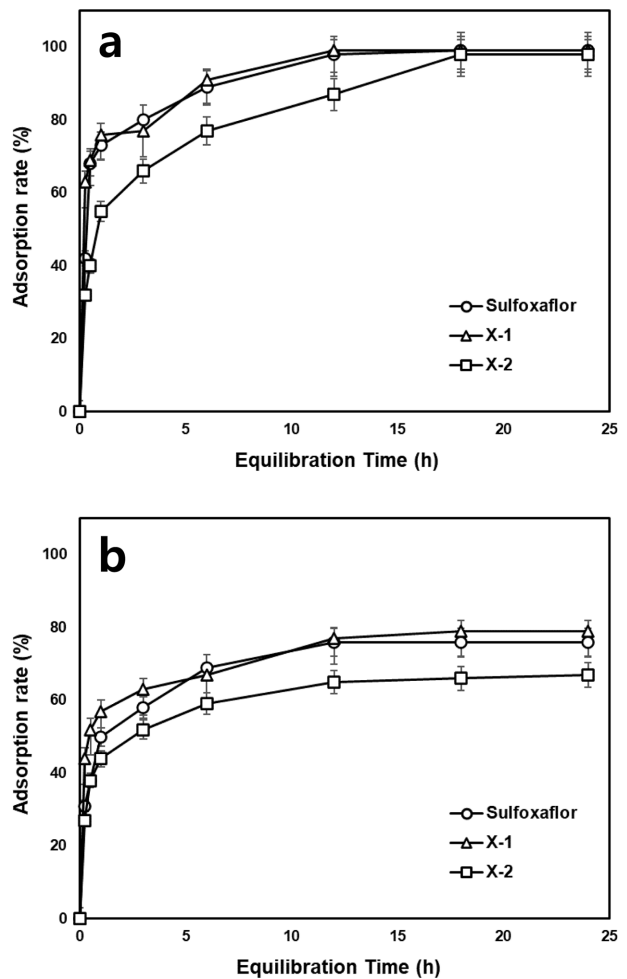 a
100
80
60
40
20
0
Adsorption rate (%)
Sulfoxaflor
X-1
X-2
0 5 10 15 20 25
Equilibration Time (h)
b
100
80
60
40
20
0
Adsorption rate (%)
Sulfoxaflor
X-1
X-2
0 5 10 15 20 25
Equilibration Time (h)